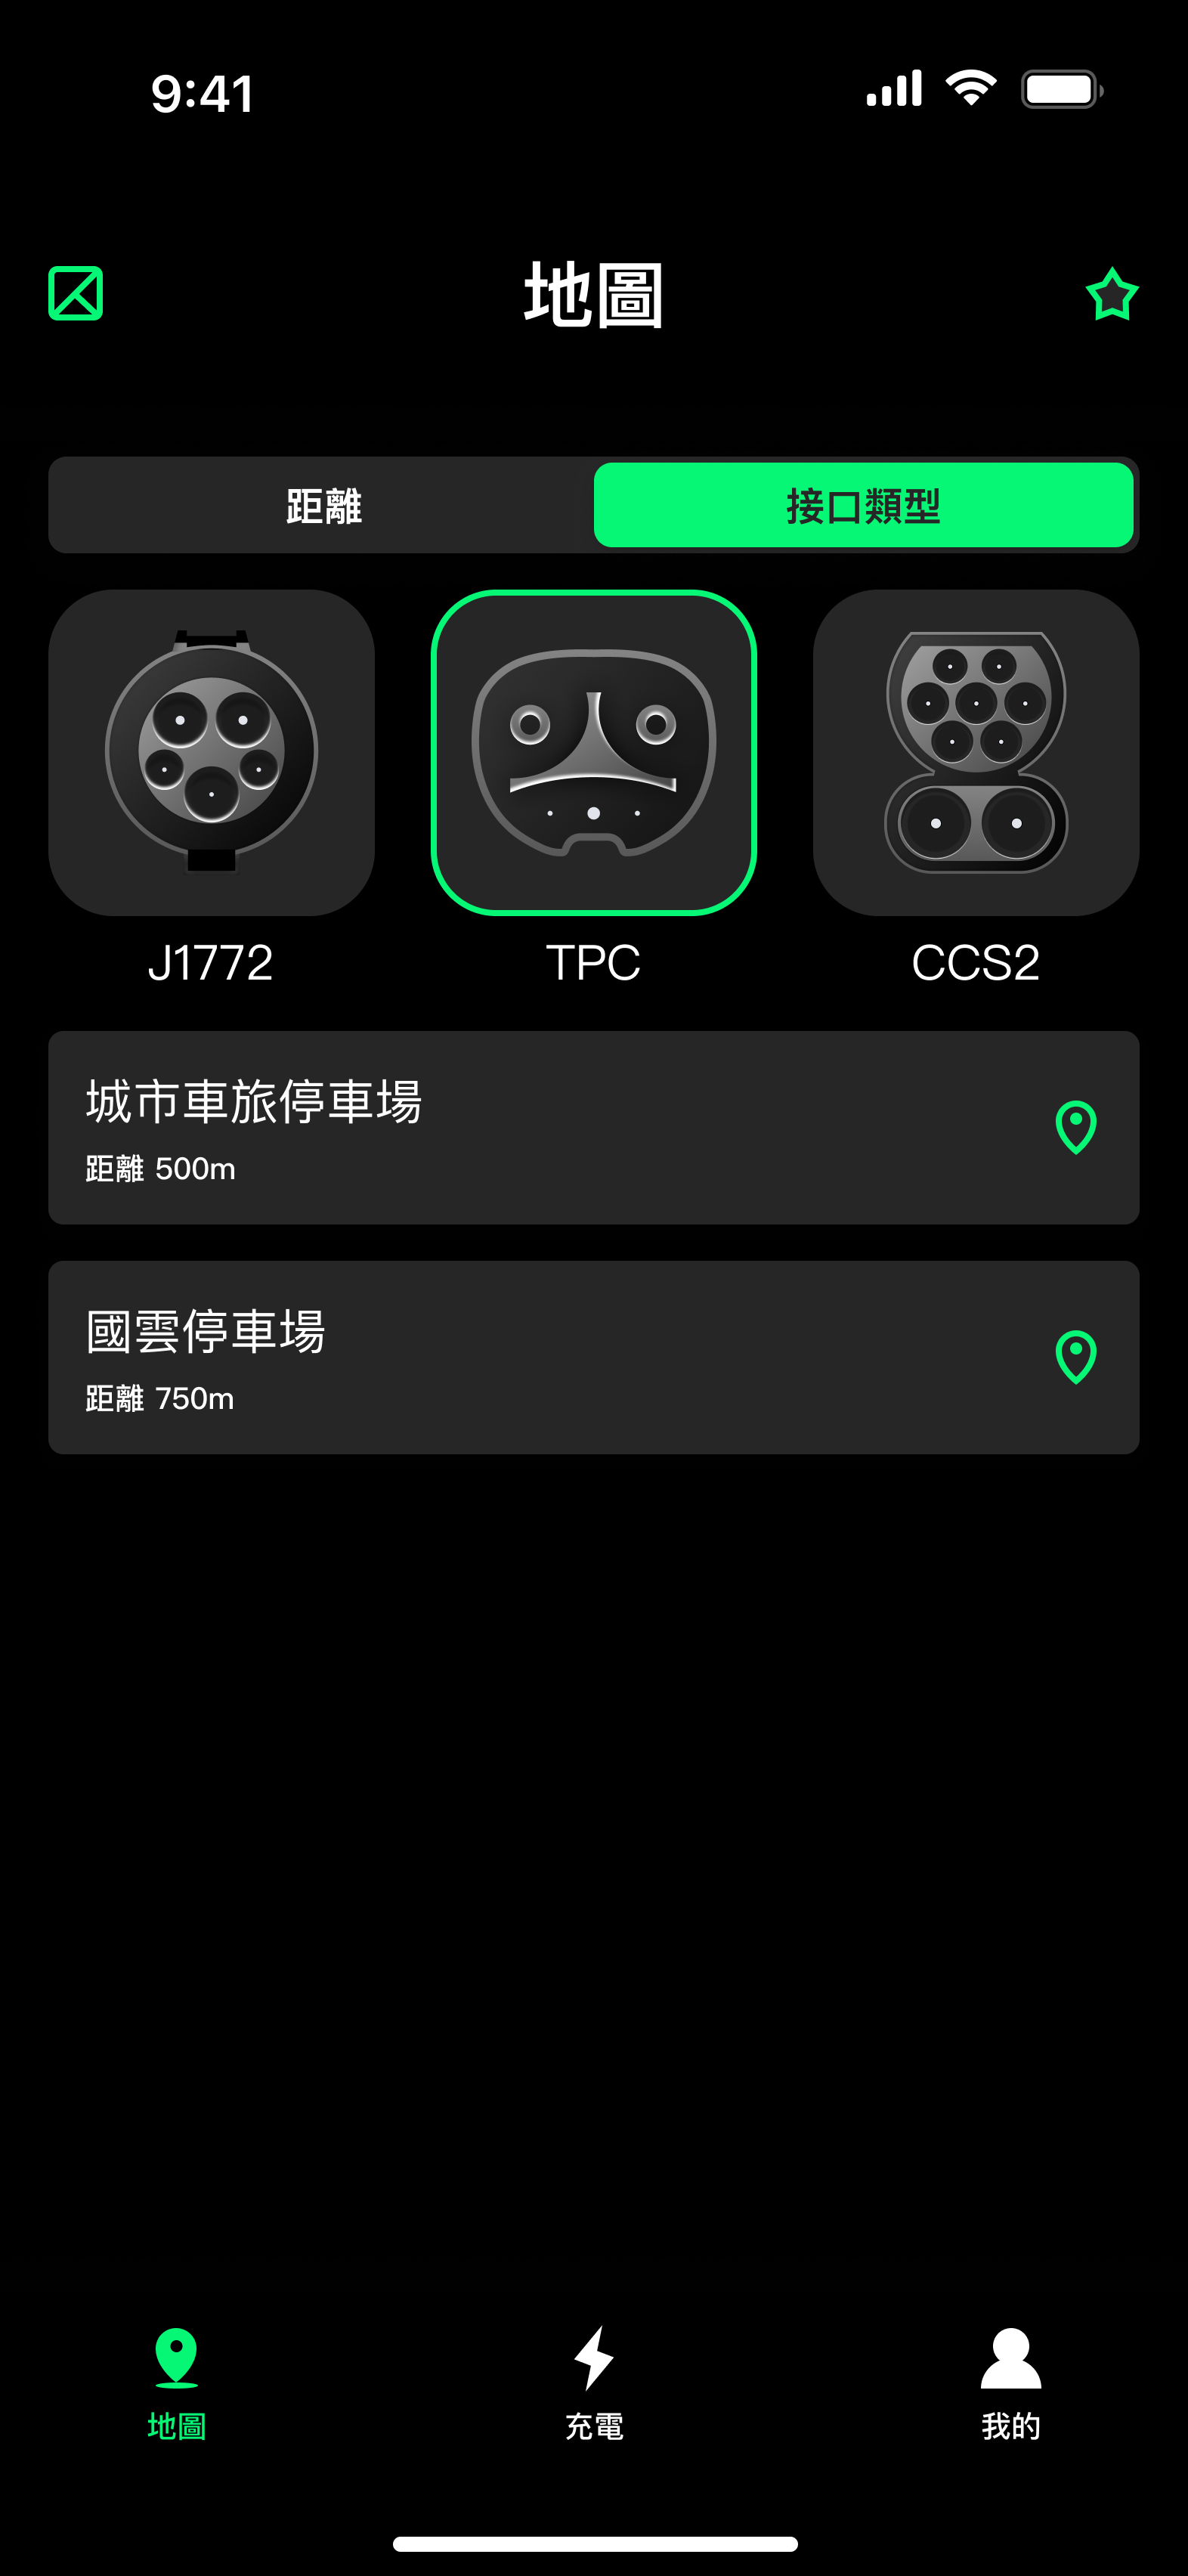 9:41
地圖
距離
接口類型
J1772
TPC
CCS2
城市車旅停車場
距離 500m
國雲停車場
距離 750m
地圖
充電
我的